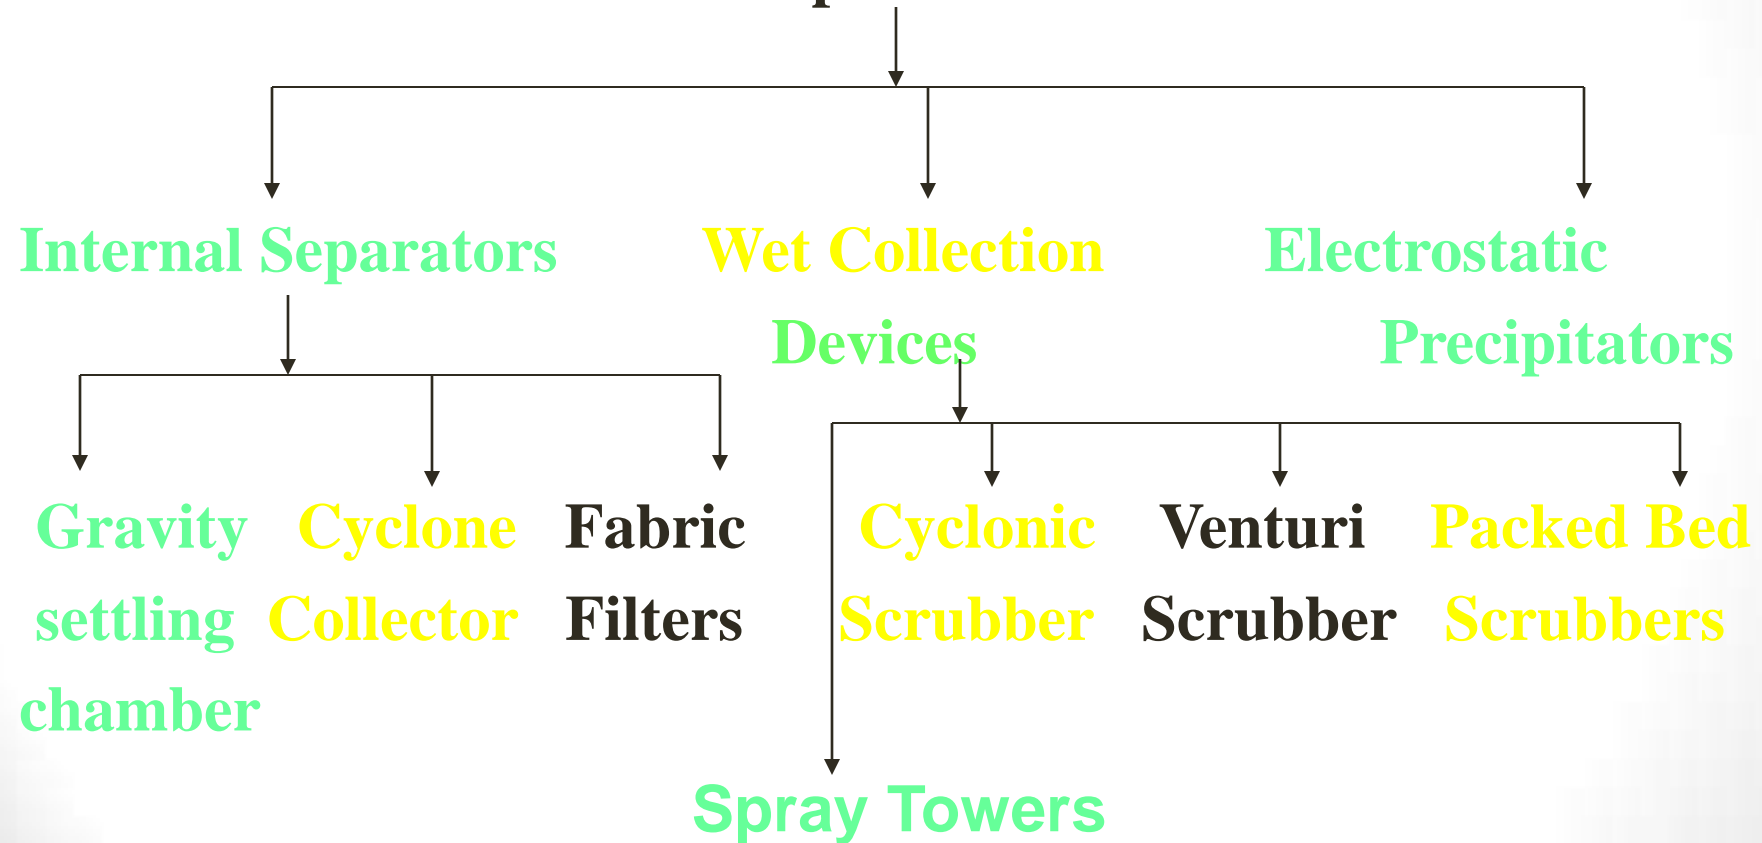 Internal Separators
Wet Collection
Devices
Electrostatic
Precipitators
Gravity
settling
chamber
Cyclone
Collector
Fabric
Filters
Cyclonic
Scrubber
Venturi
Scrubber
Packed Bed
Scrubbers
Spray Towers